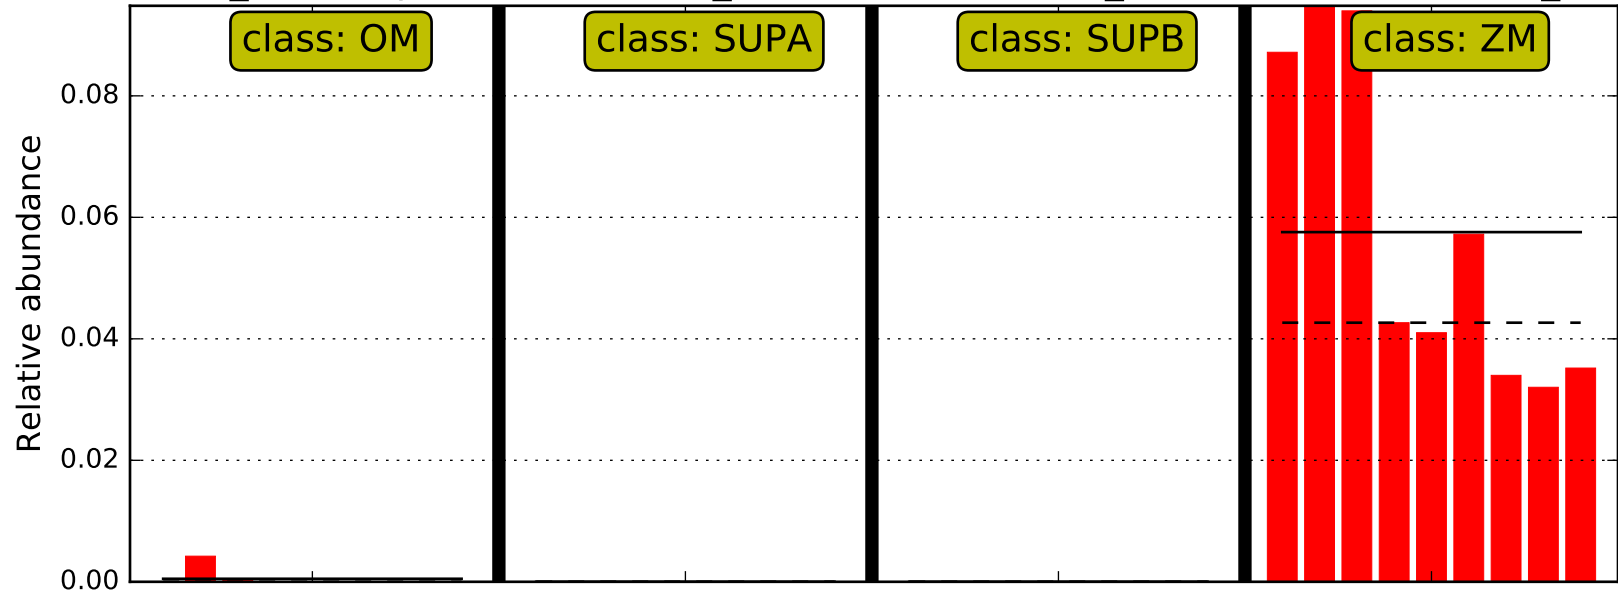 class: OM
class: SUPA
class: SUPB
class: ZM
Relative abundance
0.08
0.06
0.04
0.02
0.00